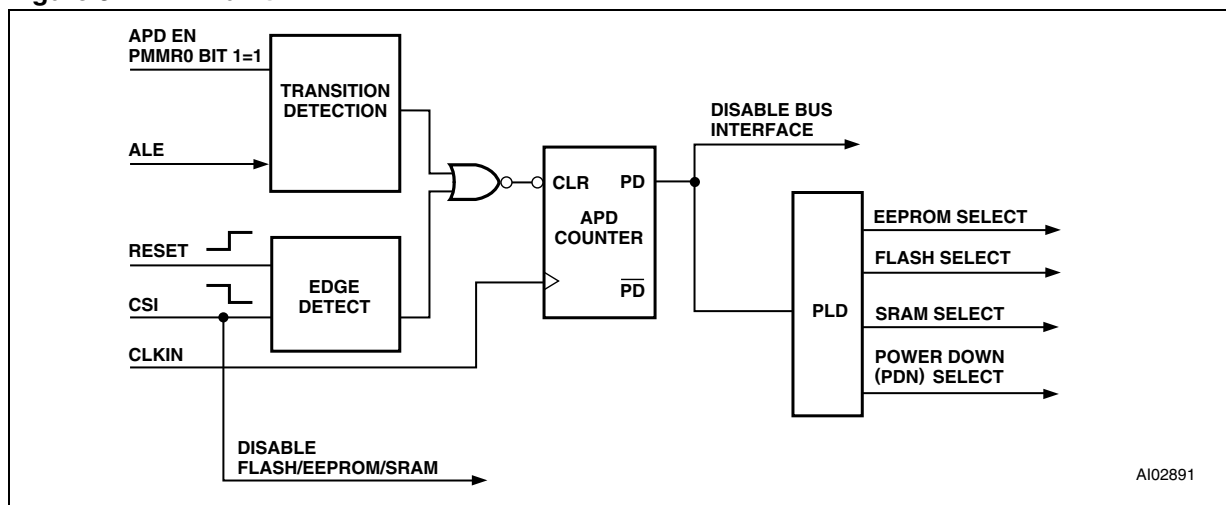 APD EN
PMMR0 BIT 1=1
TRANSITION
DETECTION
ALE
RESET
CSI
EDGE
DETECT
CLKIN
DISABLE
FLASH/EEPROM/SRAM
CLR PD
APD
COUNTER
PD
DISABLE BUS
INTERFACE
PLD
EEPROM SELECT
FLASH SELECT
SRAM SELECT
POWER DOWN
(PDN) SELECT
AI02891